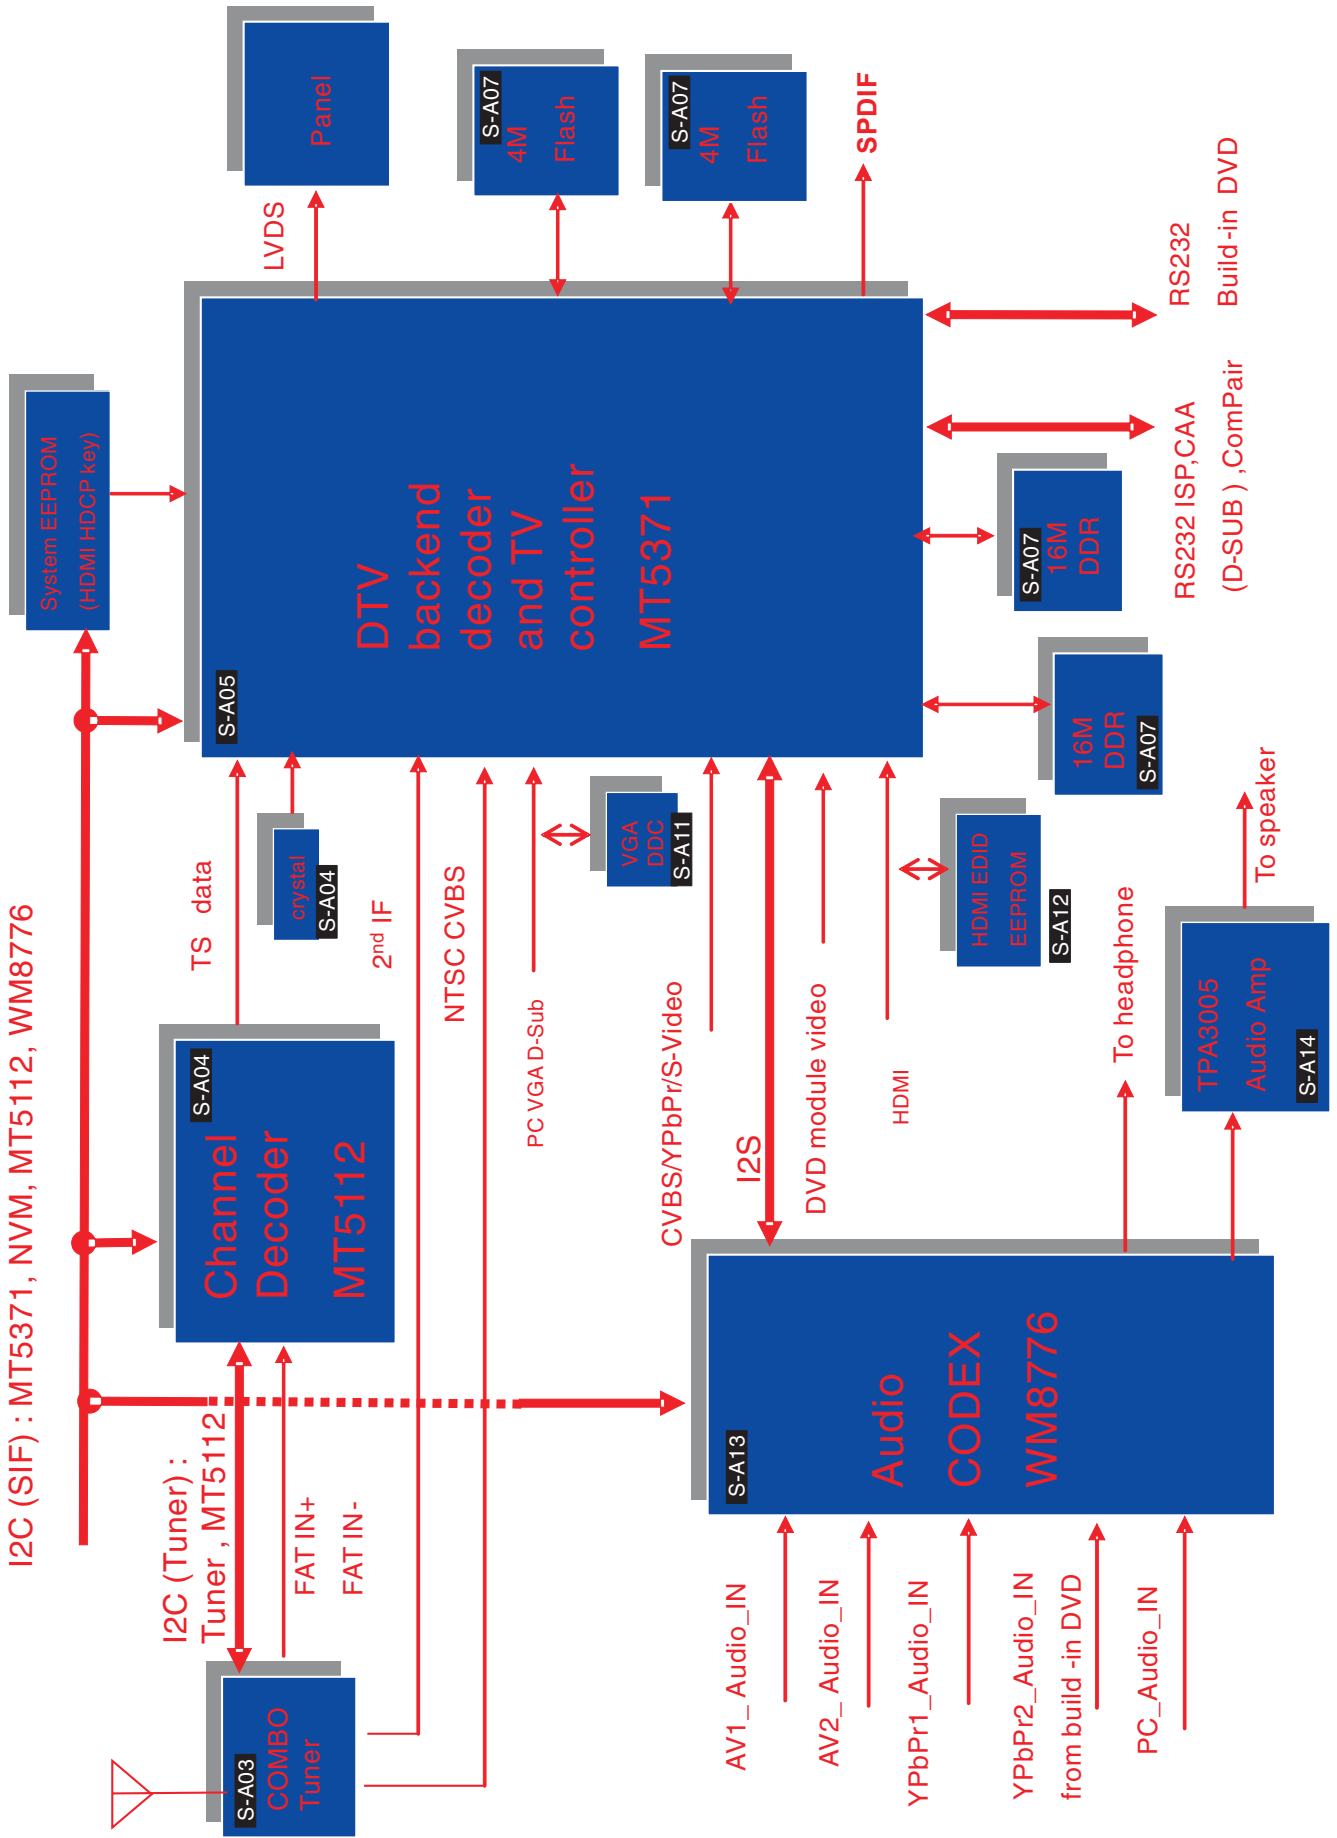 I2C (SIF) : MT5371, NVM, MT5112, WM8776
System EEPROM
(HDMI HDCP key)
Panel
LVDS
S-A07
4M
Flash
S-A07
4M
Flash
SPDIF
S-A05
DTV
backend
decoder
and TV
controller
MT5371
RS232
Build -in DVD
RS232 ISP,CAA
(D-SUB ) ,ComPair
S-A07
16M
DDR
16M
DDR
S-A07
TS data
crystal
S-A04
2nd IF
NTSC CVBS
PC VGA D-Sub
VGA
DDC
S-A11
CVBS/YPbPr/S-Video
I2S
DVD module video
HDMI
HDMI EDID
EEPROM
S-A12
S-A04
Channel
Decoder
MT5112
I2C (Tuner) :
Tuner , MT5112
FAT IN+
FAT IN-
S-A03
COMBO
Tuner
S-A13
Audio
CODEX
WM8776
AV1_ Audio_IN
AV2_ Audio_IN
YPbPr1_Audio_IN
YPbPr2_Audio_IN
from build -in DVD
PC_Audio_IN
To headphone
TPA3005
Audio Amp
S-A14
To speaker